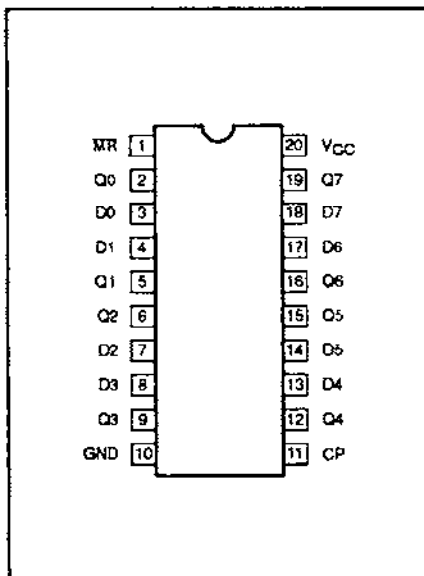 M̅R̅ 1 20 VCC
Q0 2 19 Q7
D0 3 18 D7
D1 4 17 D6
Q1 5 16 Q6
Q2 6 15 Q5
D2 7 14 D5
D3 8 13 D4
Q3 9 12 Q4
GND 10 11 CP